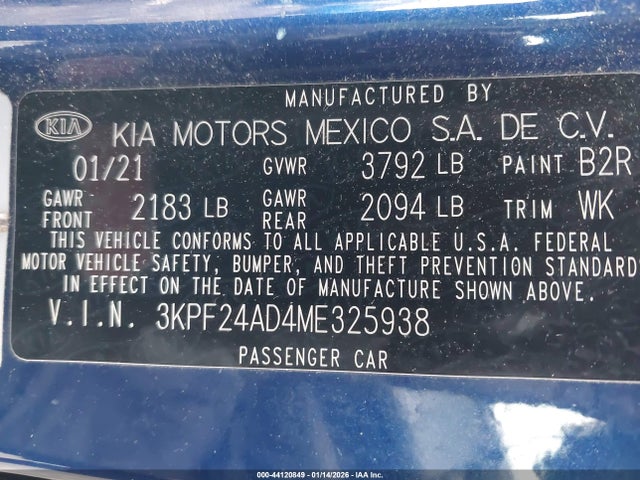 MANUFACTURED BY
KIA KIA MOTORS MEXICO S.A. DE C.V.
01/21 GVWR 3792 LB PAINT B2R
GAWR FRONT 2183 LB GAWR REAR 2094 LB TRIM WK
THIS VEHICLE CONFORMS TO ALL APPLICABLE U.S.A. FEDERAL
MOTOR VEHICLE SAFETY, BUMPER, AND THEFT PREVENTION STANDARDS
IN EFFECT ON THE DATE OF MANUFACTURE SHOWN ABOVE.
V.I.N. 3KPF24AD4ME325938
PASSENGER CAR
000-44120849 - 01/14/2026 - IAA Inc.